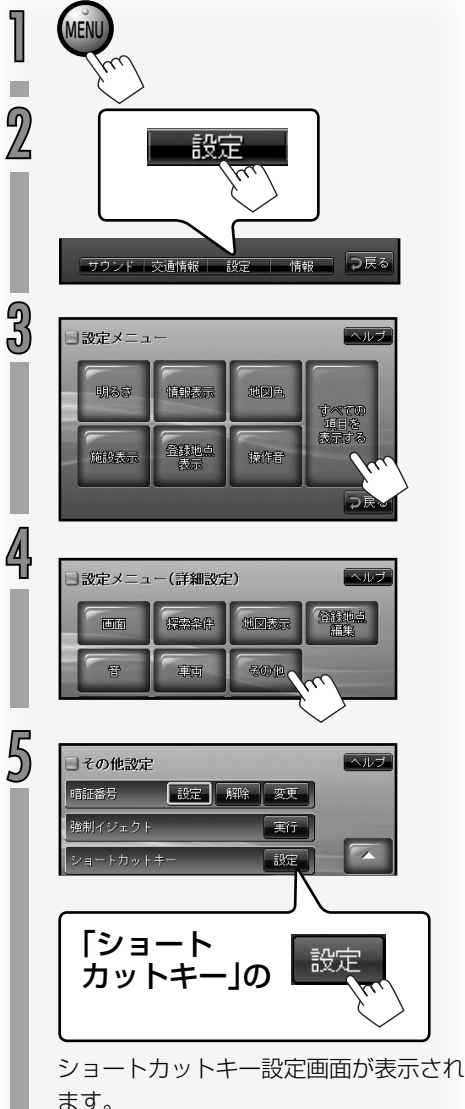 1
MENU
2
設定
サウンド 交通情報 設定 情報 戻る
3
設定メニュー ヘルプ
明るさ 情報表示 地図色
すべての
項目を
表示する
施設表示
登録地点
表示
操作音
戻る
4
設定メニュー(詳細設定) ヘルプ
画面 探索条件 地図表示
登録地点
編集
音 車両 その他
5
その他設定 ヘルプ
暗証番号 設定 解除 変更
強制イジェクト 実行
ショートカットキー 設定
「ショート
カットキー」の 設定
ショートカットキー設定画面が表示され
ます。